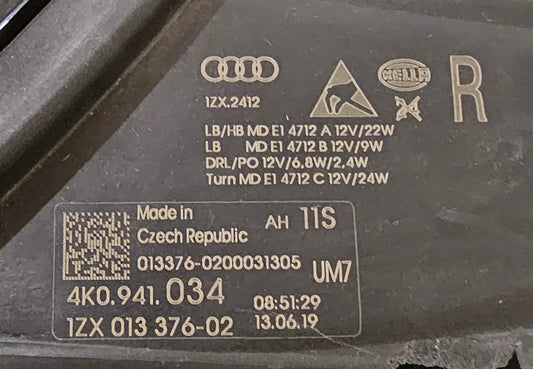 HELLA
R
1ZX.2412
LB/HB MD E1 4712 A 12V/22W
LB MD E1 4712 B 12V/9W
DRL/PO 12V/6.8W/2.4W
Turn MD E1 4712 C 12V/24W
Made in
Czech Republic
AH 11S
013376-0200031305
UM7
4K0.941.034
08:51:29
1ZX 013 376-02
13.06.19